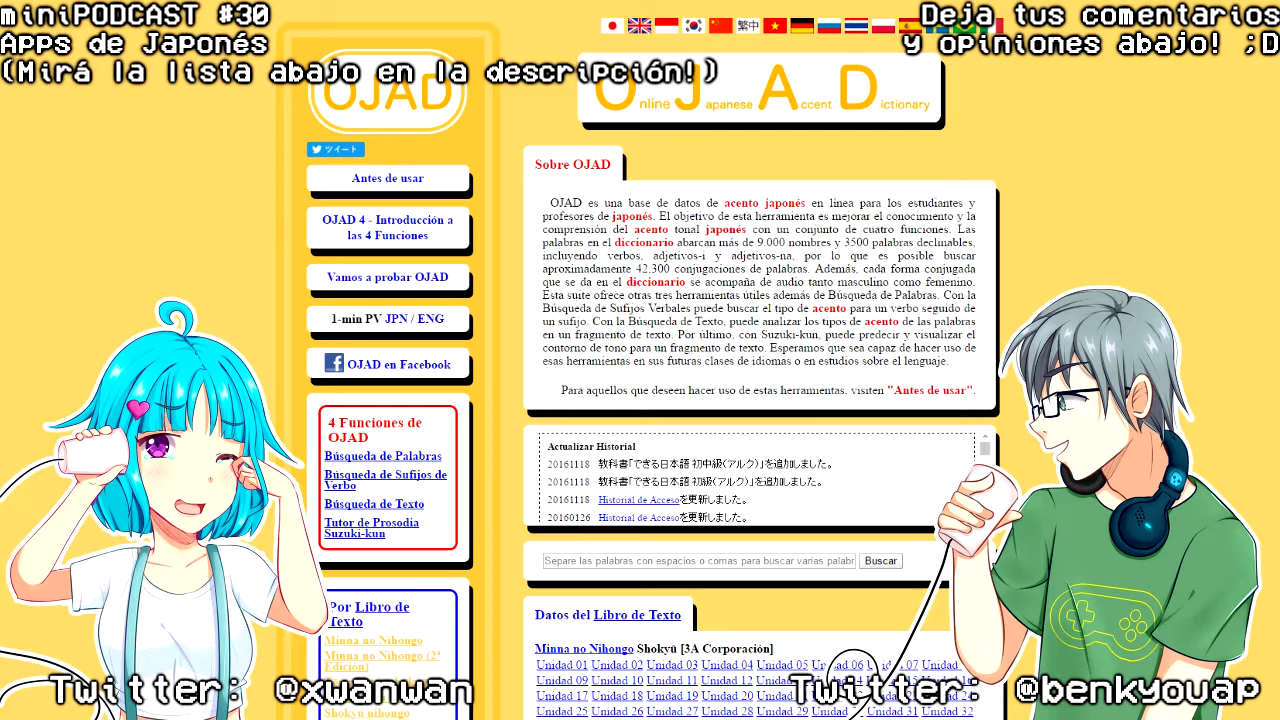 miniPODCAST #30
Apps de Japonés
(Mirá la lista abajo en la descripción!)
Deja tus comentarios
y opiniones abajo! ;D
繁中
OJAD
Online Japanese Accent Dictionary
ツイート
Antes de usar
OJAD 4 - Introducción a
las 4 Funciones
Vamos a probar OJAD
1-min PV JPN / ENG
OJAD en Facebook
4 Funciones de
OJAD
Búsqueda de Palabras
Búsqueda de Sufijos de
Verbo
Búsqueda de Texto
Tutor de Prosodia
Suzuki-kun
Por Libro de
Texto
Minna no Nihongo
Minna no Nihongo (2ª
Edición)
Shokyū nihongo
Sobre OJAD
OJAD es una base de datos de acento japonés en línea para los estudiantes y
profesores de japonés. El objetivo de esta herramienta es mejorar el conocimiento y la
comprensión del acento tonal japonés con un conjunto de cuatro funciones. Las
palabras en el diccionario abarcan más de 9.000 nombres y 3500 palabras declinables,
incluyendo verbos, adjetivos-i y adjetivos-na, por lo que es posible buscar
aproximadamente 42,300 conjugaciones de palabras. Además, cada forma conjugada
que se da en el diccionario se acompaña de audio tanto masculino como femenino.
Esta suite ofrece otras tres herramientas útiles además de Búsqueda de Palabras. Con la
Búsqueda de Sufijos Verbales puede buscar el tipo de acento para un verbo seguido de
un sufijo. Con la Búsqueda de Texto, puede analizar los tipos de acento de las palabras
en un fragmento de texto. Por último, con Suzuki-kun, puede predecir y visualizar el
contorno de tono para un fragmento de texto. Esperamos que sea capaz de hacer uso de
esas herramientas en sus futuras clases de idiomas o en estudios sobre el lenguaje.
Para aquellos que deseen hacer uso de estas herramientas, visiten "Antes de usar".
Actualizar Historial
20161118 教科書「できる日本語 初中級(アルク)」を追加しました。
20161118 教科書「できる日本語 初級(アルク)」を追加しました。
20161118 Historial de Accesoを更新しました。
20160126 Historial de Accesoを更新しました。
Separe las palabras con espacios o comas para buscar varias palabr
Buscar
Datos del Libro de Texto
Minna no Nihongo Shokyū [3A Corporación]
Unidad 01 Unidad 02 Unidad 03 Unidad 04 Unidad 05 06 07 Unidad
Unidad 09 Unidad 10 Unidad 11 Unidad 12 Unidad
Unidad 17 Unidad 18 Unidad 19 Unidad 20 Unidad
Unidad 25 Unidad 26 Unidad 27 Unidad 28 Unidad Unidad 31 Unidad 32
Twitter: @xwanwan
Twitter: @benkyouap